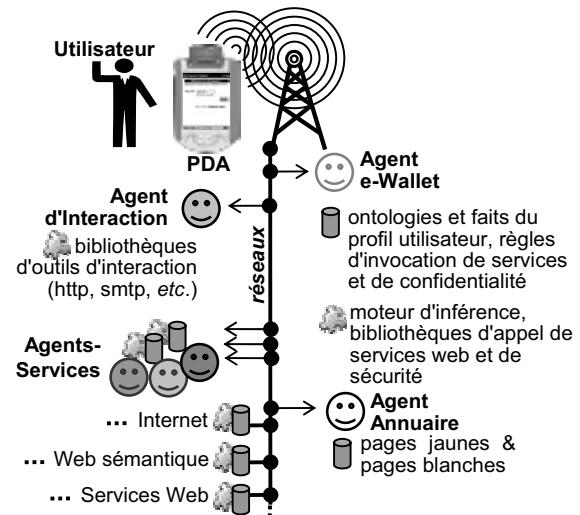 Utilisateur
PDA
Agent
e-Wallet
ontologies et faits du
profil utilisateur, règles
d'invocation de services
et de confidentialité
moteur d'inférence,
bibliothèques d'appel de
services web et de
sécurité
Agent
d'Interaction
bibliothèques
d'outils d'interaction
(http, smtp, etc.)
réseaux
Agents-
Services
Agent
Annuaire
pages jaunes &
pages blanches
... Internet
... Web sémantique
... Services Web